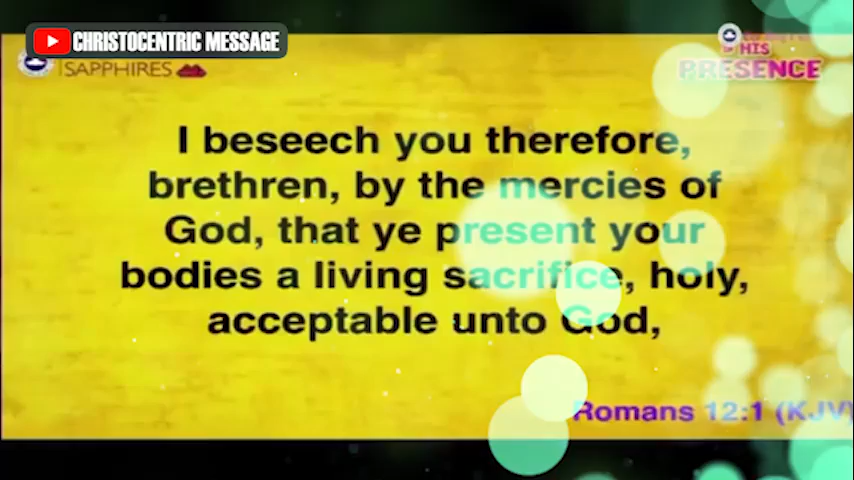 CHRISTOCENTRIC MESSAGE
SAPPHIRES
HIS
PRESENCE
I beseech you therefore,
brethren, by the mercies of
God, that ye present your
bodies a living sacrifice, holy,
acceptable unto God,
Romans 12:1 (KJV)